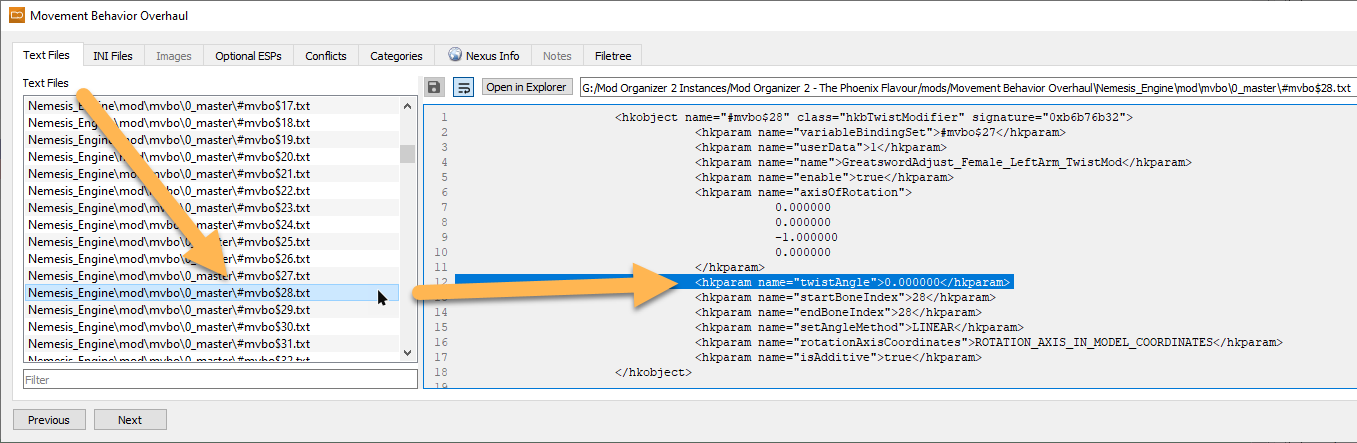 Movement Behavior Overhaul
Text Files INI Files Images Optional ESPs Conflicts Categories Nexus Info Notes Filetree
Text Files
Open in Explorer G:/Mod Organizer 2 Instances/Mod Organizer 2 - The Phoenix Flavour/mods/Movement Behavior Overhaul\Nemesis_Engine\mod\mvbo\0_master\#mvbo$28.txt
Nemesis_Engine\mod\mvbo\0_master\#mvbo$17.txt
Nemesis_Engine\mod\mvbo\0_master\#mvbo$18.txt
Nemesis_Engine\mod\mvbo\0_master\#mvbo$19.txt
Nemesis_Engine\mod\mvbo\0_master\#mvbo$20.txt
Nemesis_Engine\mod\mvbo\0_master\#mvbo$21.txt
Nemesis_Engine\mod\mvbo\0_master\#mvbo$22.txt
Nemesis_Engine\mod\mvbo\0_master\#mvbo$23.txt
Nemesis_Engine\mod\mvbo\0_master\#mvbo$24.txt
Nemesis_Engine\mod\mvbo\0_master\#mvbo$25.txt
Nemesis_Engine\mod\mvbo\0_master\#mvbo$26.txt
Nemesis_Engine\mod\mvbo\0_master\#mvbo$27.txt
Nemesis_Engine\mod\mvbo\0_master\#mvbo$28.txt
Nemesis_Engine\mod\mvbo\0_master\#mvbo$29.txt
Nemesis_Engine\mod\mvbo\0_master\#mvbo$30.txt
Nemesis_Engine\mod\mvbo\0_master\#mvbo$31.txt
Nemesis_Engine\mod\mvbo\0_master\#mvbo$32.txt
Filter
1 <hkobject name="#mvbo$28" class="hkbTwistModifier" signature="0xb6b76b32">
2 <hkparam name="variableBindingSet">#mvbo$27</hkparam>
3 <hkparam name="userData">1</hkparam>
4 <hkparam name="name">GreatswordAdjust_Female_LeftArm_TwistMod</hkparam>
5 <hkparam name="enable">true</hkparam>
6 <hkparam name="axisOfRotation">
7 0.000000
8 0.000000
9 -1.000000
10 0.000000
11 </hkparam>
12 <hkparam name="twistAngle">0.000000</hkparam>
13 <hkparam name="startBoneIndex">28</hkparam>
14 <hkparam name="endBoneIndex">28</hkparam>
15 <hkparam name="setAngleMethod">LINEAR</hkparam>
16 <hkparam name="rotationAxisCoordinates">ROTATION_AXIS_IN_MODEL_COORDINATES</hkparam>
17 <hkparam name="isAdditive">true</hkparam>
18 </hkobject>
19
Previous Next